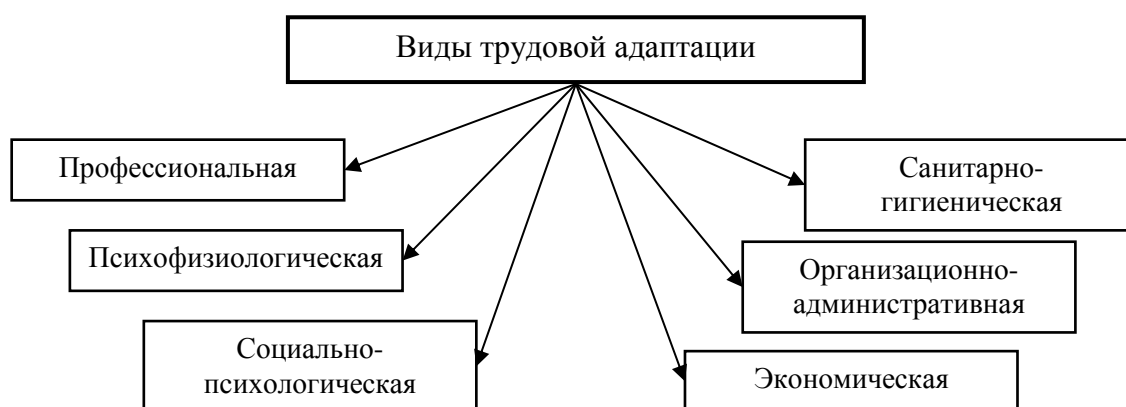 Виды трудовой адаптации
Профессиональная
Санитарно-
гигиеническая
Психофизиологическая
Организационно-
административная
Социально-
психологическая
Экономическая